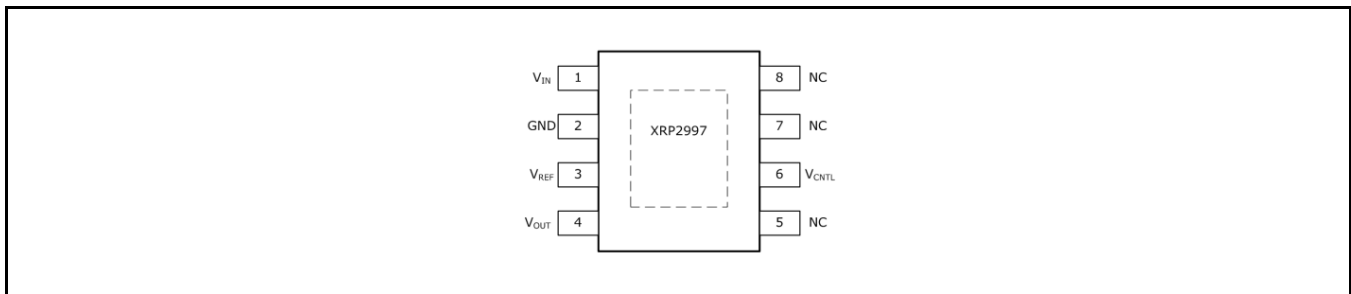 VIN 1 8 NC
GND 2 XRP2997 7 NC
VREF 3 6 VCNTL
VOUT 4 5 NC